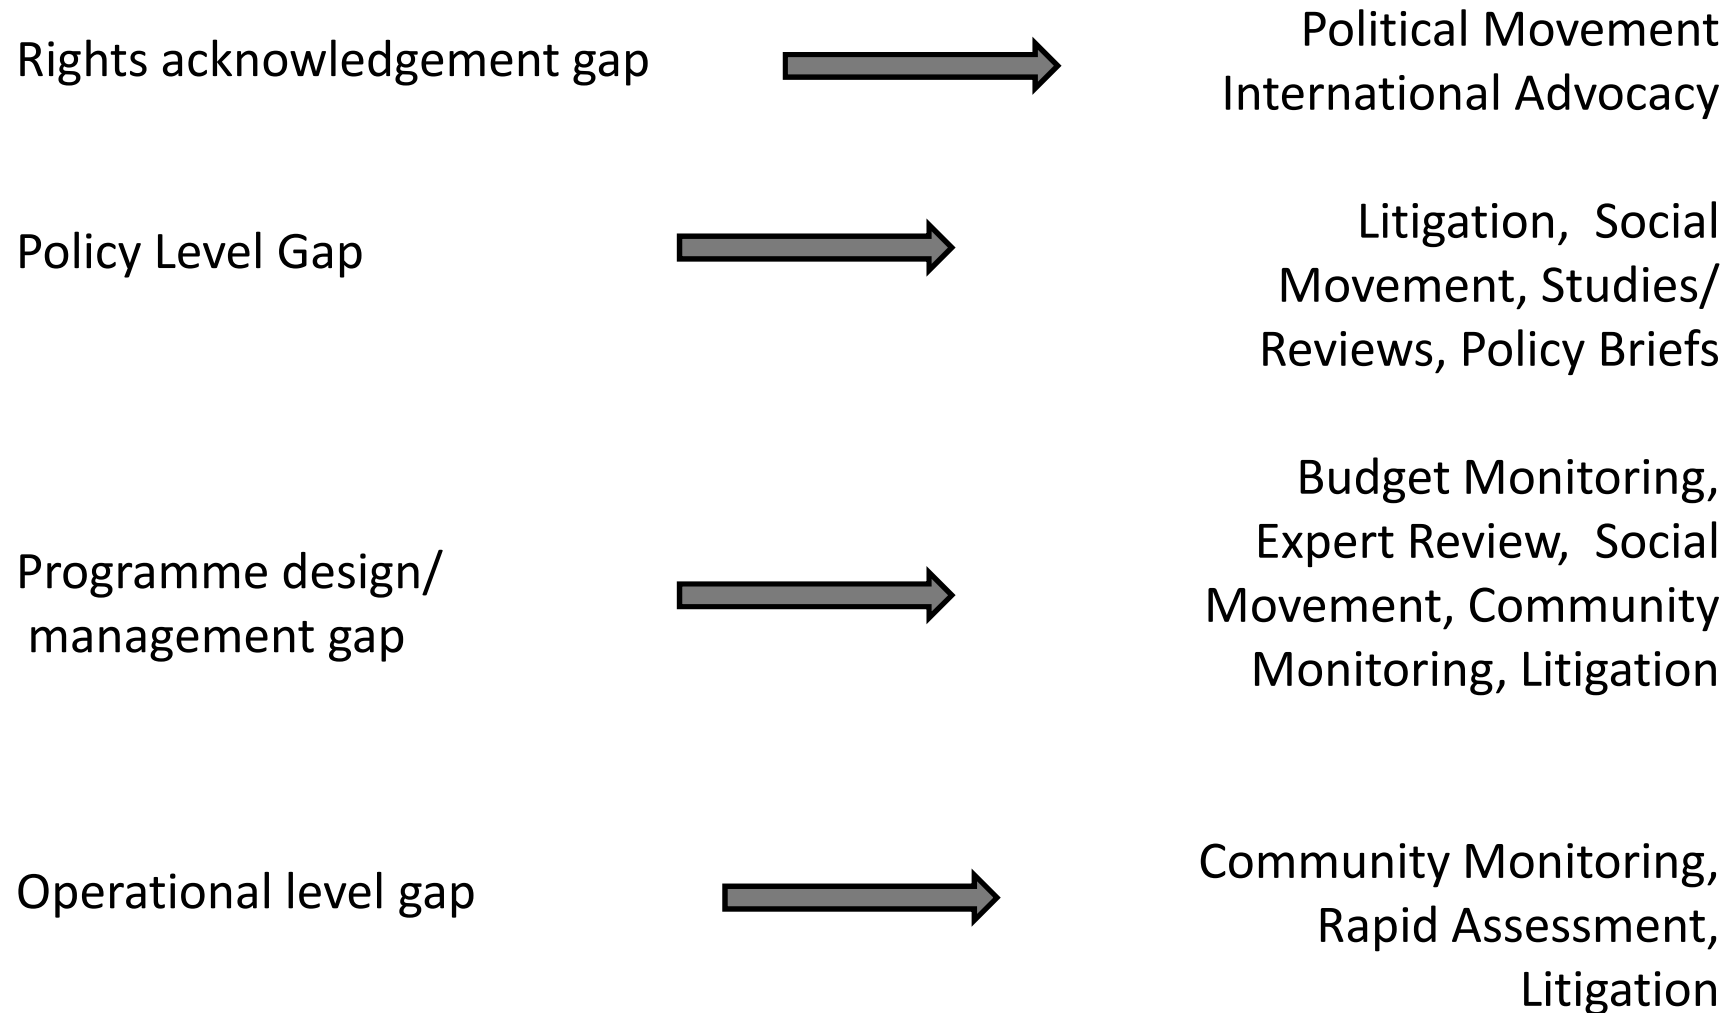 Rights acknowledgement gap
Political Movement
International Advocacy
Policy Level Gap
Litigation,  Social
Movement, Studies/
Reviews, Policy Briefs
Programme design/
management gap
Budget Monitoring,
Expert Review,  Social
Movement, Community
Monitoring, Litigation
Operational level gap
Community Monitoring,
Rapid Assessment,
Litigation